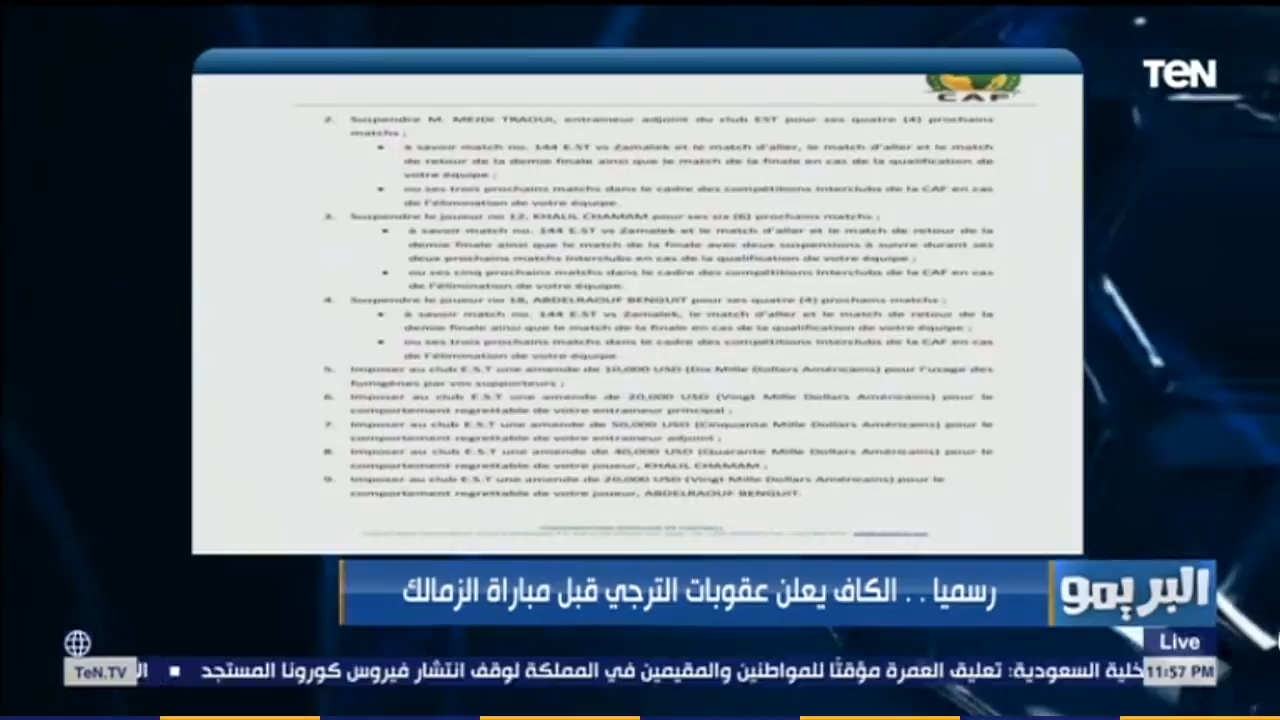 TeN
CAF
2. Suspendre M. MEJDI TRAOUI, entraineur adjoint du club EST pour ses quatre (4) prochains
matchs ;
• à savoir match no. 144 E.ST vs Zamalek et le match d'aller, le match d'aller et le match
de retour de la demie finale ainsi que le match de la finale en cas de la qualification de
votre équipe ;
• ou ses trois prochains matchs dans le cadre des compétitions interclubs de la CAF en cas
de l'élimination de votre équipe.
3. Suspendre le joueur no 12, KHALIL CHAMAM pour ses six (6) prochains matchs ;
• à savoir match no. 144 E.ST vs Zamalek et le match d'aller et le match de retour de la
demie finale ainsi que le match de la finale avec deux suspensions à suivre durant ses
deux prochains matchs interclubs en cas de la qualification de votre équipe ;
• ou ses cinq prochains matchs dans le cadre des compétitions interclubs de la CAF en cas
de l'élimination de votre équipe.
4. Suspendre le joueur no 18, ABDELRAOUF BENGUIT pour ses quatre (4) prochains matchs ;
• à savoir match no. 144 E.ST vs Zamalek, le match d'aller et le match de retour de la
demie finale ainsi que le match de la finale en cas de la qualification de votre équipe ;
• ou ses trois prochains matchs dans le cadre des compétitions interclubs de la CAF en cas
de l'élimination de votre équipe.
5. Imposer au club E.S.T une amende de 10,000 USD (Dix Mille Dollars Américains) pour l'usage des
fumigènes par vos supporteurs ;
6. Imposer au club E.S.T une amende de 20,000 USD (Vingt Mille Dollars Américains) pour le
comportement regrettable de votre entraineur principal ;
7. Imposer au club E.S.T une amende de 50,000 USD (Cinquante Mille Dollars Américains) pour le
comportement regrettable de votre entraineur adjoint ;
8. Imposer au club E.S.T une amende de 40,000 USD (Quarante Mille Dollars Américains) pour le
comportement regrettable de votre joueur, KHALIL CHAMAM ;
9. Imposer au club E.S.T une amende de 20,000 USD (Vingt Mille Dollars Américains) pour le
comportement regrettable de votre joueur, ABDELRAOUF BENGUIT.
البريمو
رسميا .. الكاف يعلن عقوبات الترجي قبل مباراة الزمالك
Live
11:57 PM
خلية السعودية: تعليق العمرة مؤقتًا للمواطنين والمقيمين في المملكة لوقف انتشار فيروس كورونا المستجد ■ ال
TeN.TV